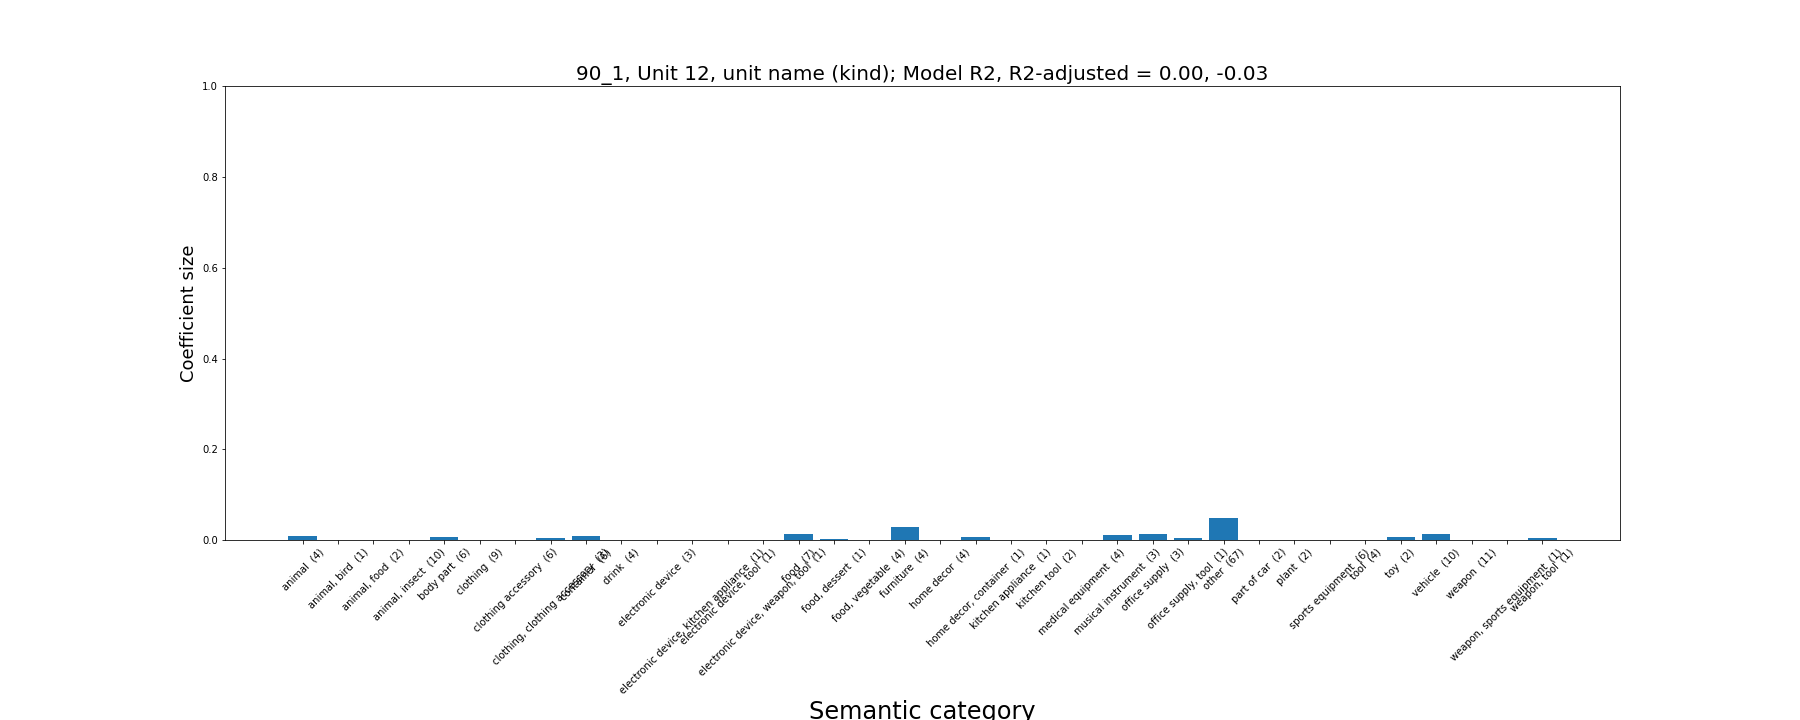 90_1, Unit 12, unit name (kind); Model R2, R2-adjusted = 0.00, -0.03
Coefficient size
1.0
0.8
0.6
0.4
0.2
0.0
animal (4)
animal, bird (1)
animal, food (2)
animal, insect (10)
body part (6)
clothing (9)
clothing accessory (6)
clothing, clothing accessory
container (6)
drink (4)
electronic device (3)
electronic device, kitchen appliance (1)
electronic device, tool (1)
electronic device, weapon, tool (1)
food (7)
food, dessert (1)
food, vegetable (4)
furniture (4)
home decor (4)
home decor, container (1)
kitchen appliance (1)
kitchen tool (2)
medical equipment (4)
musical instrument (3)
office supply (3)
office supply, tool (1)
other (67)
part of car (2)
plant (2)
sports equipment (6)
tool (4)
toy (2)
vehicle (10)
weapon (11)
weapon, sports equipment (1)
weapon, tool (1)
Semantic category